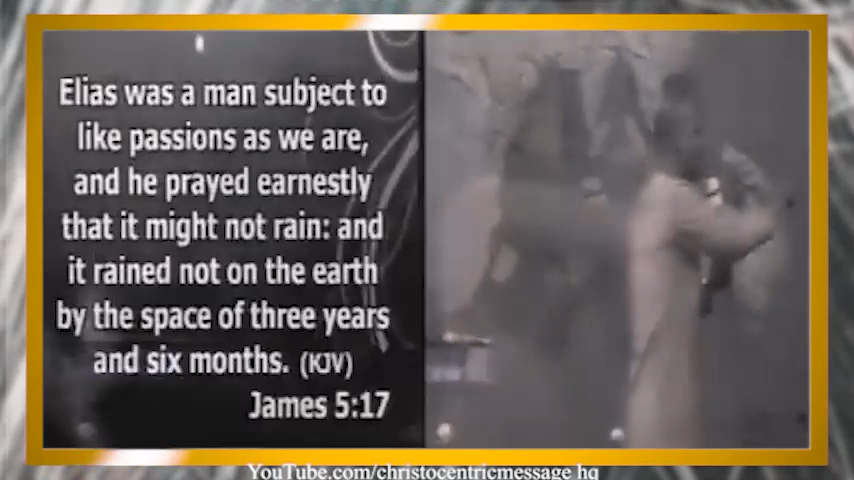 Elias was a man subject to
like passions as we are,
and he prayed earnestly
that it might not rain: and
it rained not on the earth
by the space of three years
and six months. (KJV)
James 5:17
YouTube.com/christocentricmessage hq